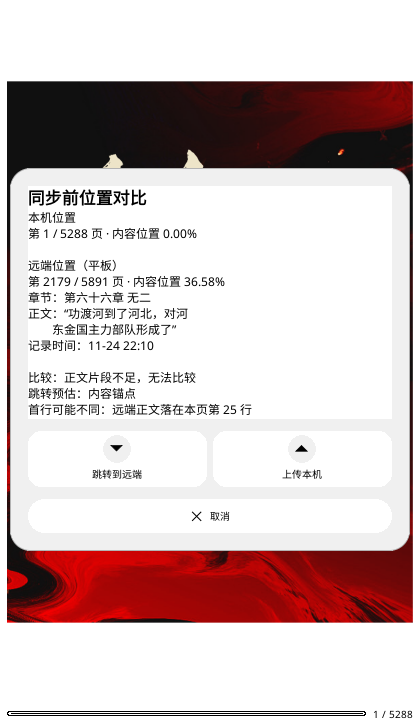 同步前位置对比
本机位置
第 1 / 5288 页 · 内容位置 0.00%
远端位置（平板）
第 2179 / 5891 页 · 内容位置 36.58%
章节：第六十六章 无二
正文：“功渡河到了河北，对河
东金国主力部队形成了”
记录时间：11-24 22:10
比较：正文片段不足，无法比较
跳转预估：内容锚点
首行可能不同：远端正文落在本页第 25 行
跳转到远端
上传本机
取消
1 / 5288